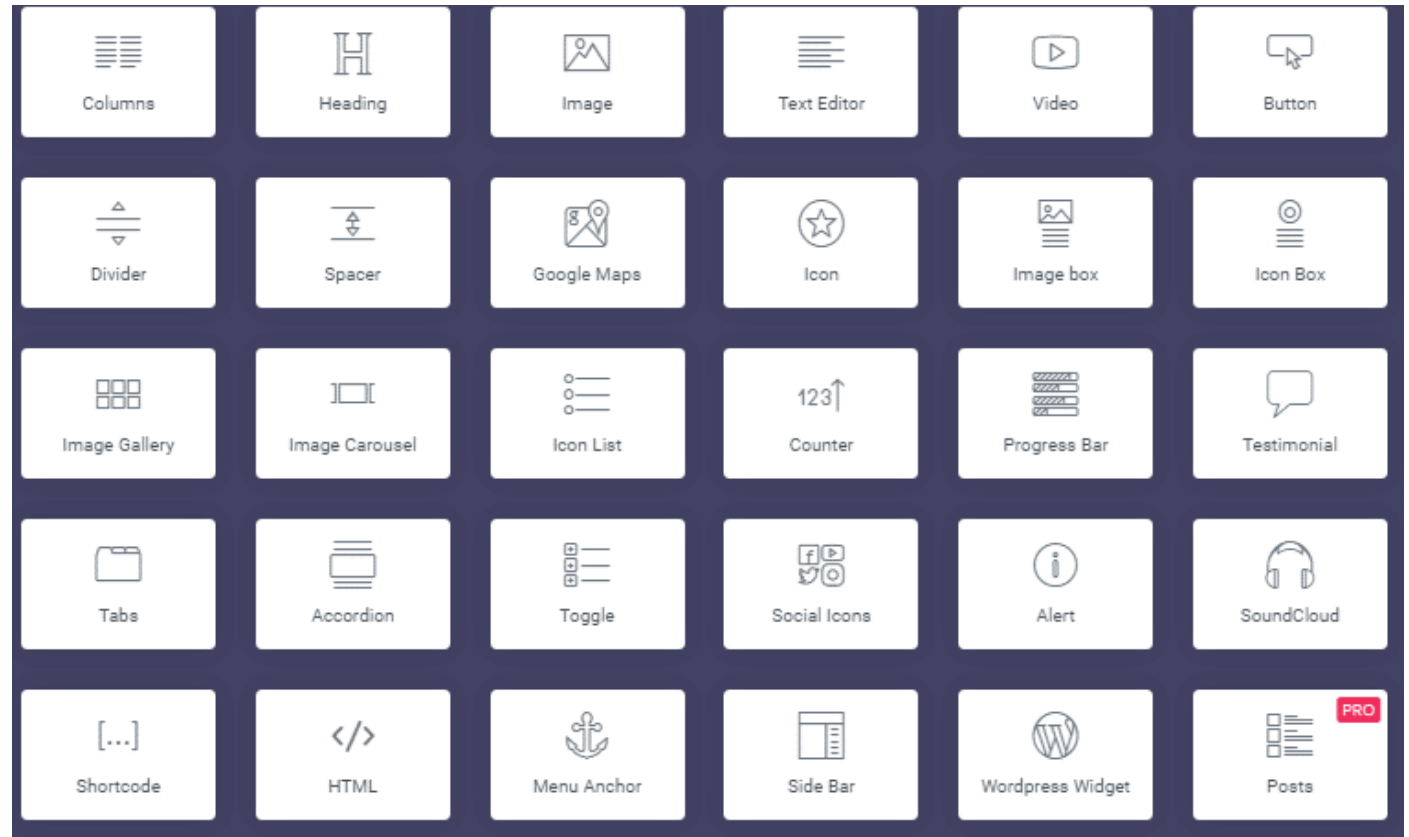 Columns
Heading
Image
Text Editor
Video
Button
Divider
Spacer
g
Google Maps
Icon
Image box
Icon Box
Image Gallery
Image Carousel
Icon List
123
Counter
Progress Bar
Testimonial
Tabs
Accordion
Toggle
Social Icons
Alert
SoundCloud
[...]
Shortcode
</>
HTML
Menu Anchor
Side Bar
Wordpress Widget
PRO
Posts